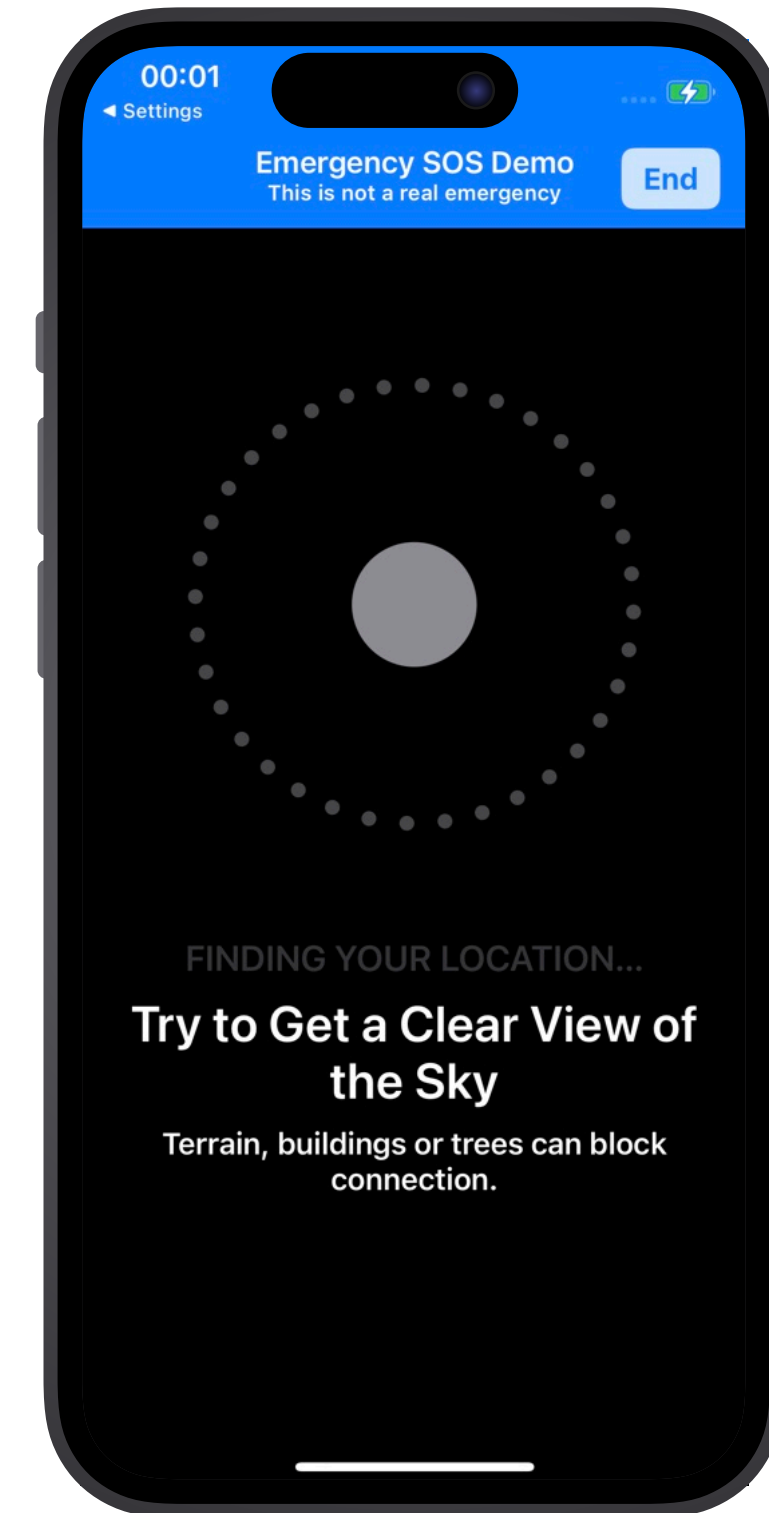 00:01
◀ Settings
Emergency SOS Demo
This is not a real emergency
End
FINDING YOUR LOCATION...
Try to Get a Clear View of
the Sky
Terrain, buildings or trees can block
connection.